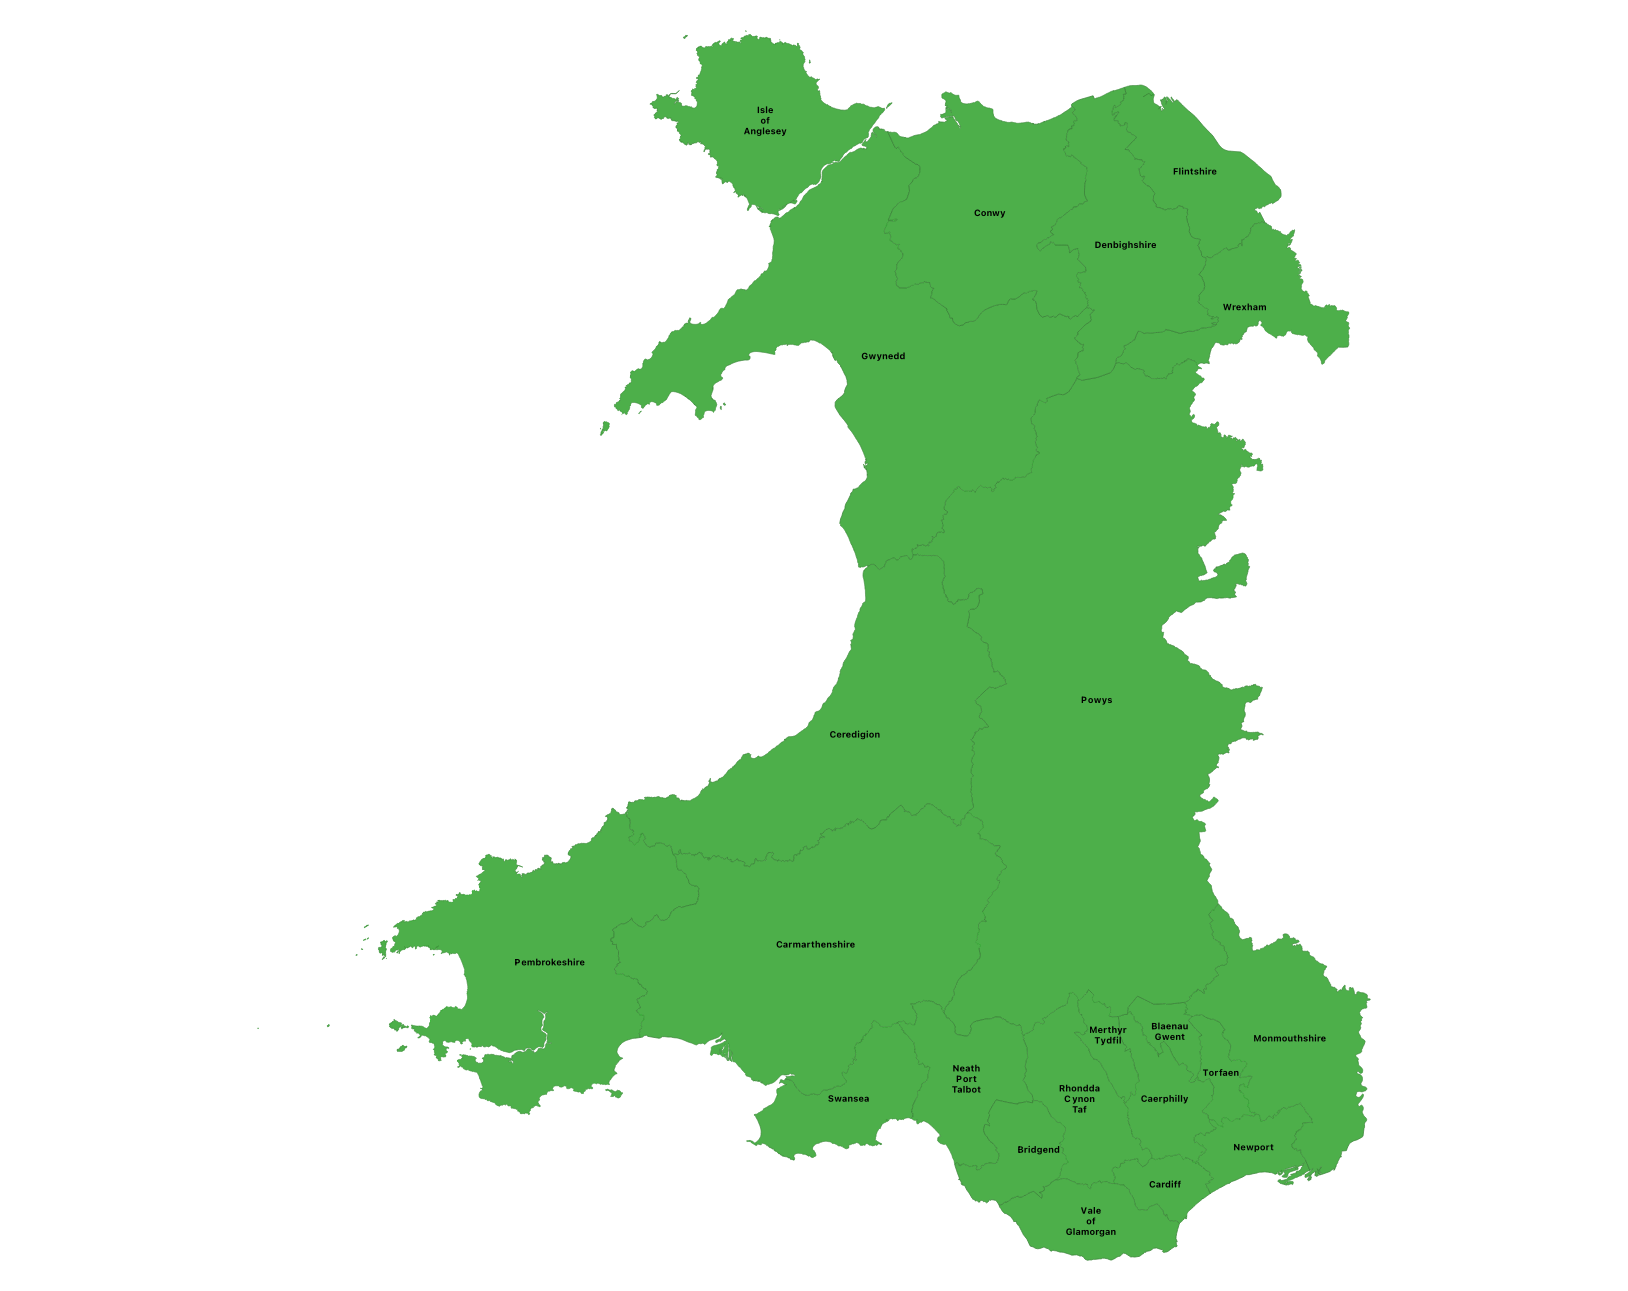 Isle
of
Anglesey
Flintshire
Conwy
Denbighshire
Wrexham
Gwynedd
Powys
Ceredigion
Carmarthenshire
Pembrokeshire
Merthyr
Tydfil
Blaenau
Gwent
Monmouthshire
Neath
Port
Talbot
Torfaen
Rhondda
Cynon
Taf
Swansea
Caerphilly
Bridgend
Newport
Cardiff
Vale
of
Glamorgan